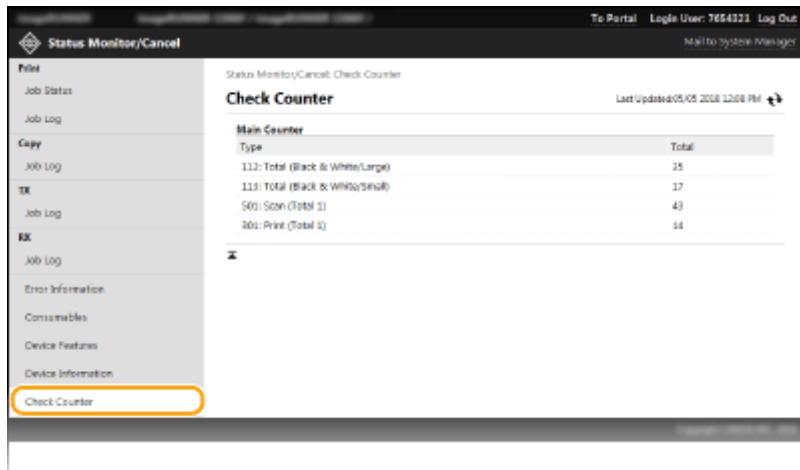 To Portal Login User: 7654321 Log Out
Status Monitor/Cancel
Mail to System Manager
Print
Job Status
Job Log
Copy
Job Log
TX
Job Log
RX
Job Log
Error Information
Consumables
Device Features
Device Information
Check Counter
Status Monitor/Cancel: Check Counter
Check Counter
Last Updated:05/05 2018 12:08 PM
Main Counter
Type Total
112: Total (Black & White/Large) 25
113: Total (Black & White/Small) 17
501: Scan (Total 1) 43
301: Print (Total 1) 14